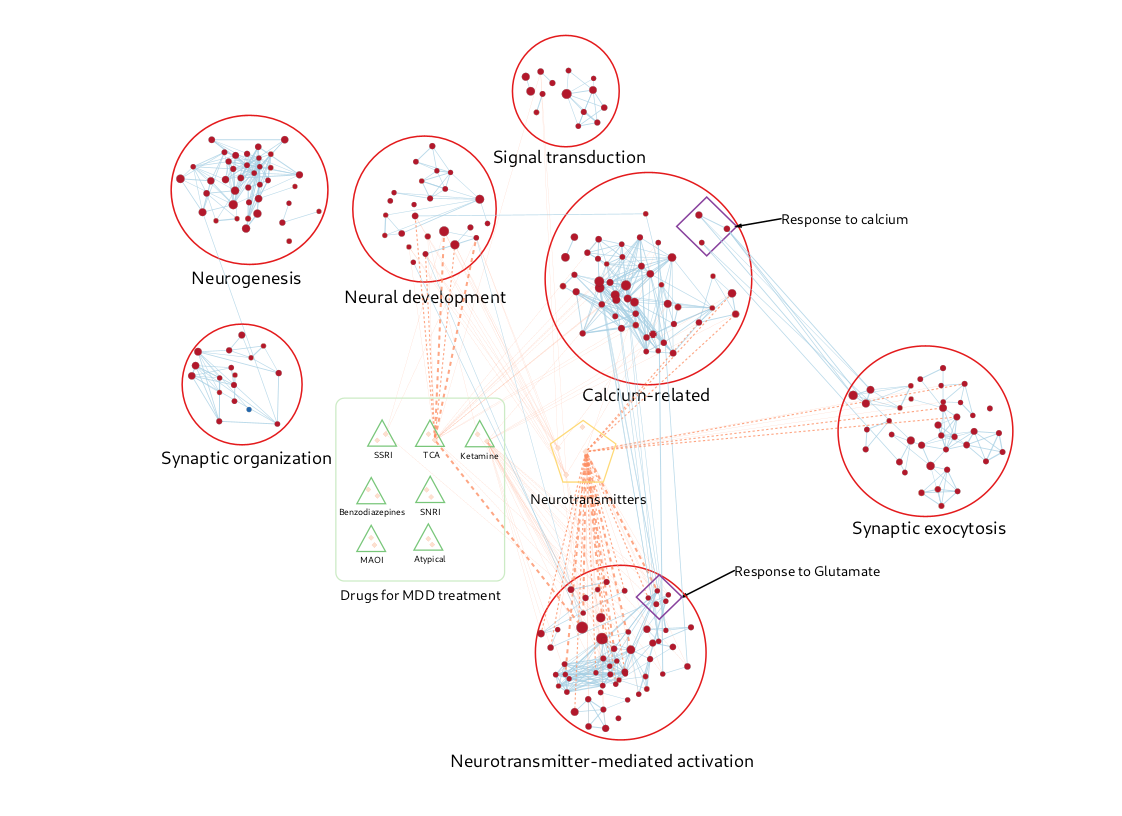 Signal transduction
Response to calcium
Neurogenesis
Neural development
Calcium-related
Synaptic organization
SSRI
TCA
Ketamine
Neurotransmitters
Benzodiazepines
SNRI
Synaptic exocytosis
MAOI
Atypical
Response to Glutamate
Drugs for MDD treatment
Neurotransmitter-mediated activation